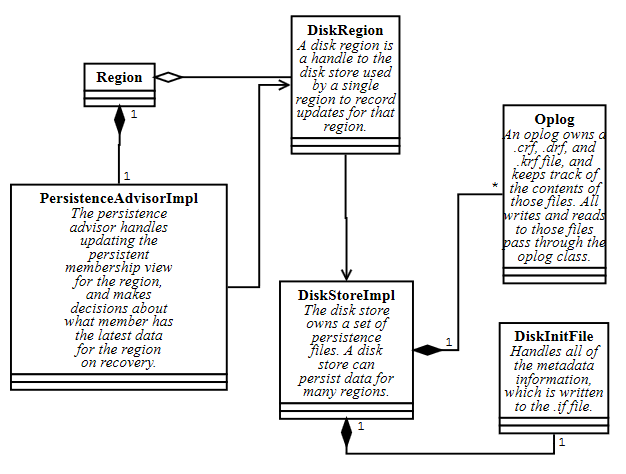 DiskRegion
A disk region is
a handle to the
disk store used
by a single
region to record
updates for that
region.
Region
1
1
PersistenceAdvisorImpl
The persistence
advisor handles
updating the
persistent
membership view
for the region,
and makes
decisions about
what member has
the latest data
for the region
on recovery.
Oplog
An oplog owns a
.crf, .drf, and
.krf file, and
keeps track of
the contents of
those files. All
writes and reads
to those files
pass through the
oplog class.
*
DiskStoreImpl
The disk store
owns a set of
persistence
files. A disk
store can
persist data for
many regions.
1
1
DiskInitFile
Handles all of
the metadata
information,
which is written
to the .if file.
1